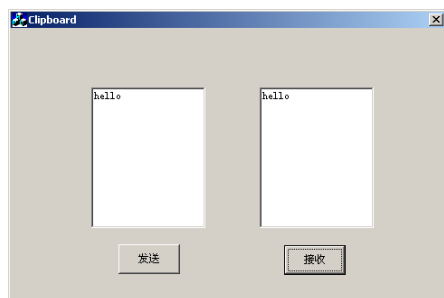 Clipboard
hello
hello
发送
接收